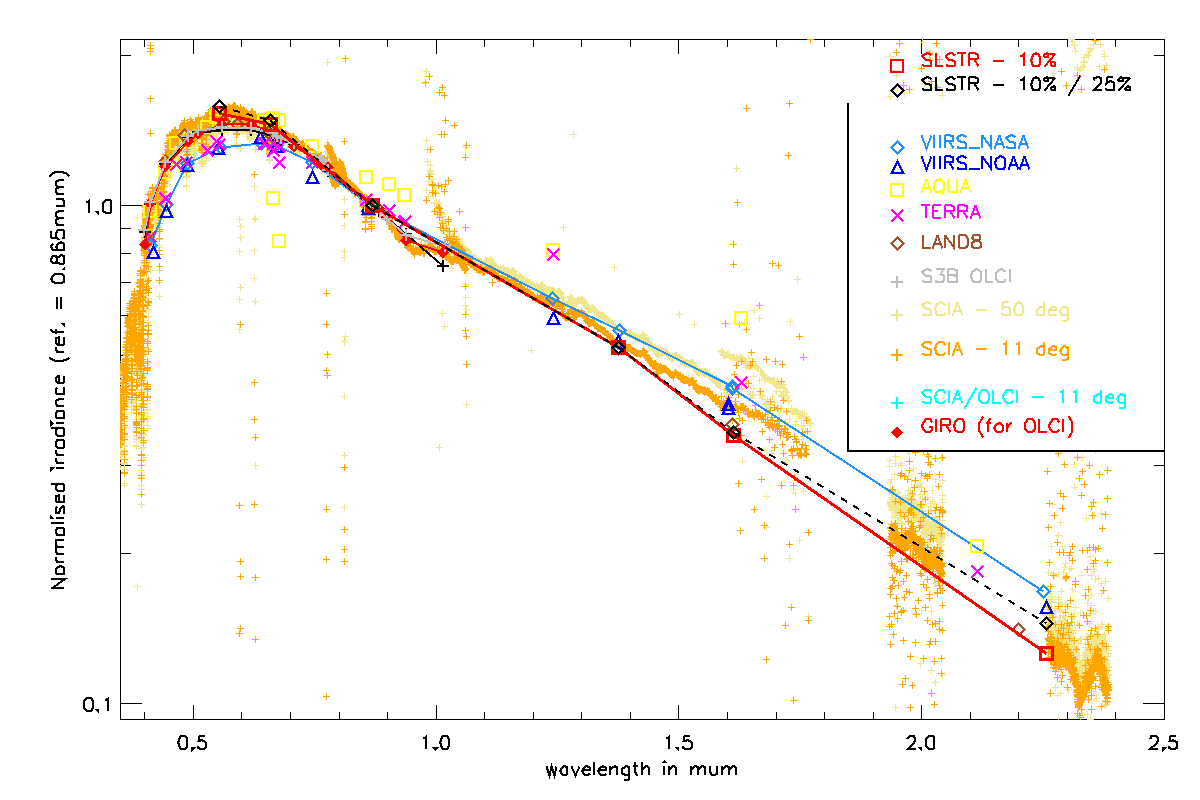 SLSTR - 10%
SLSTR - 10% / 25%
VIIRS_NASA
VIIRS_NOAA
AQUA
TERRA
LAND8
S3B OLCI
SCIA - 50 deg
SCIA - 11 deg
SCIA/OLCI - 11 deg
GIRO (for OLCI)
Normalised irradiance (ref. = 0.865mum)
1.0
0.1
0.5
1.0
1.5
2.0
2.5
wavelength in mum